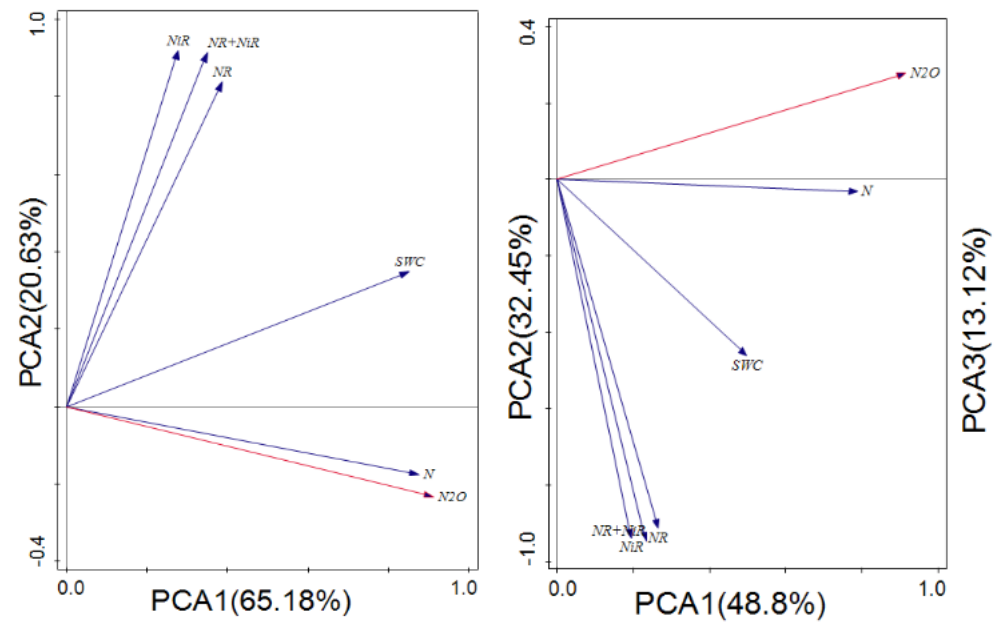 1.0
NiR
NR+NiR
NR
SWC
N
N2O
-0.4
0.0
1.0
PCA1(65.18%)
PCA2(20.63%)
0.4
N2O
N
SWC
NR+NiR
NiR
NR
-1.0
0.0
1.0
PCA1(48.8%)
PCA2(32.45%)
PCA3(13.12%)